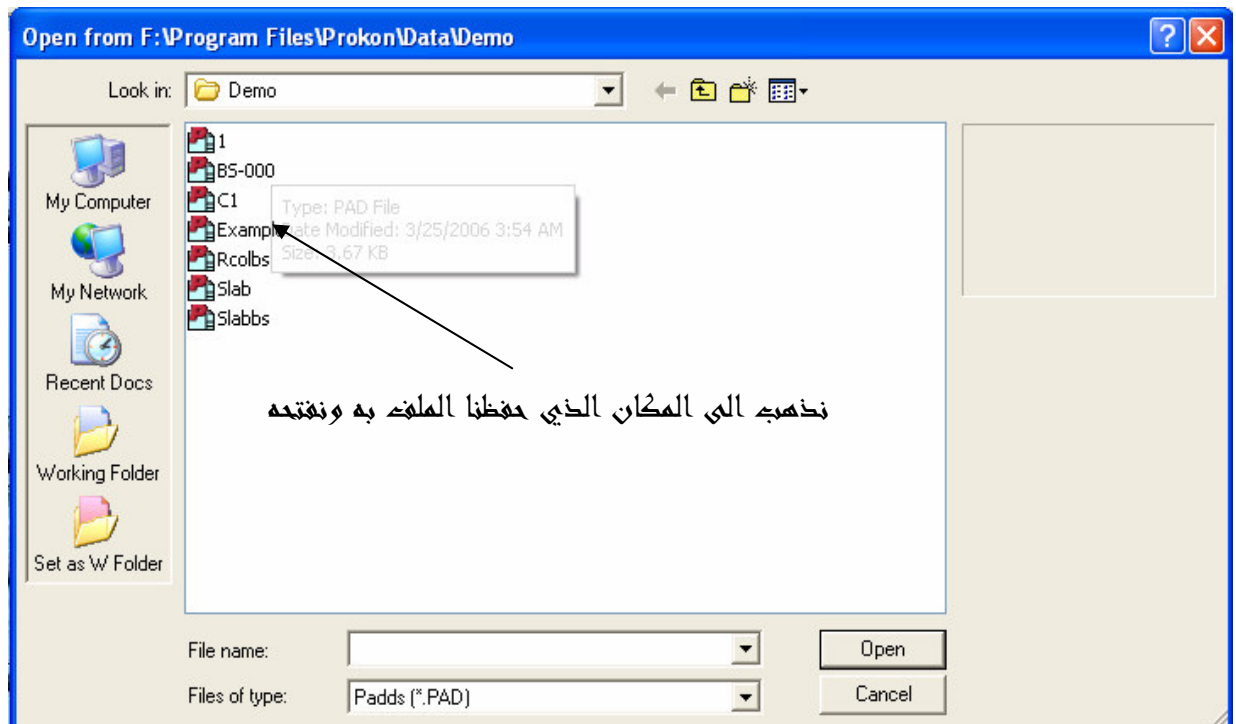 Open from F:\Program Files\Prokon\Data\Demo
Look in: Demo
My Computer
My Network
Recent Docs
Working Folder
Set as W Folder
1
BS-000
C1
Example
Rcolbs
Slab
Slabbs
Type: PAD File
Date Modified: 3/25/2006 3:54 AM
Size: 3.67 KB
نذهب الى المكان الذي حفظنا الملف به ونفتحه
File name:
Open
Files of type: Padds (*.PAD)
Cancel